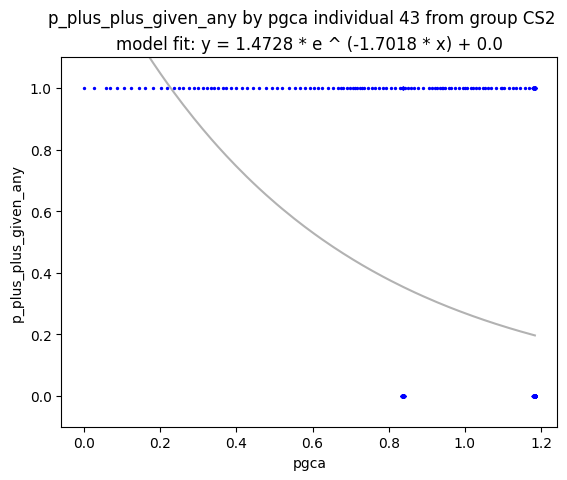 p_plus_plus_given_any by pgca individual 43 from group CS2
model fit: y = 1.4728 * e ^ (-1.7018 * x) + 0.0
1.0
0.8
0.6
0.4
0.2
0.0
p_plus_plus_given_any
0.0 0.2 0.4 0.6 0.8 1.0 1.2
pgca